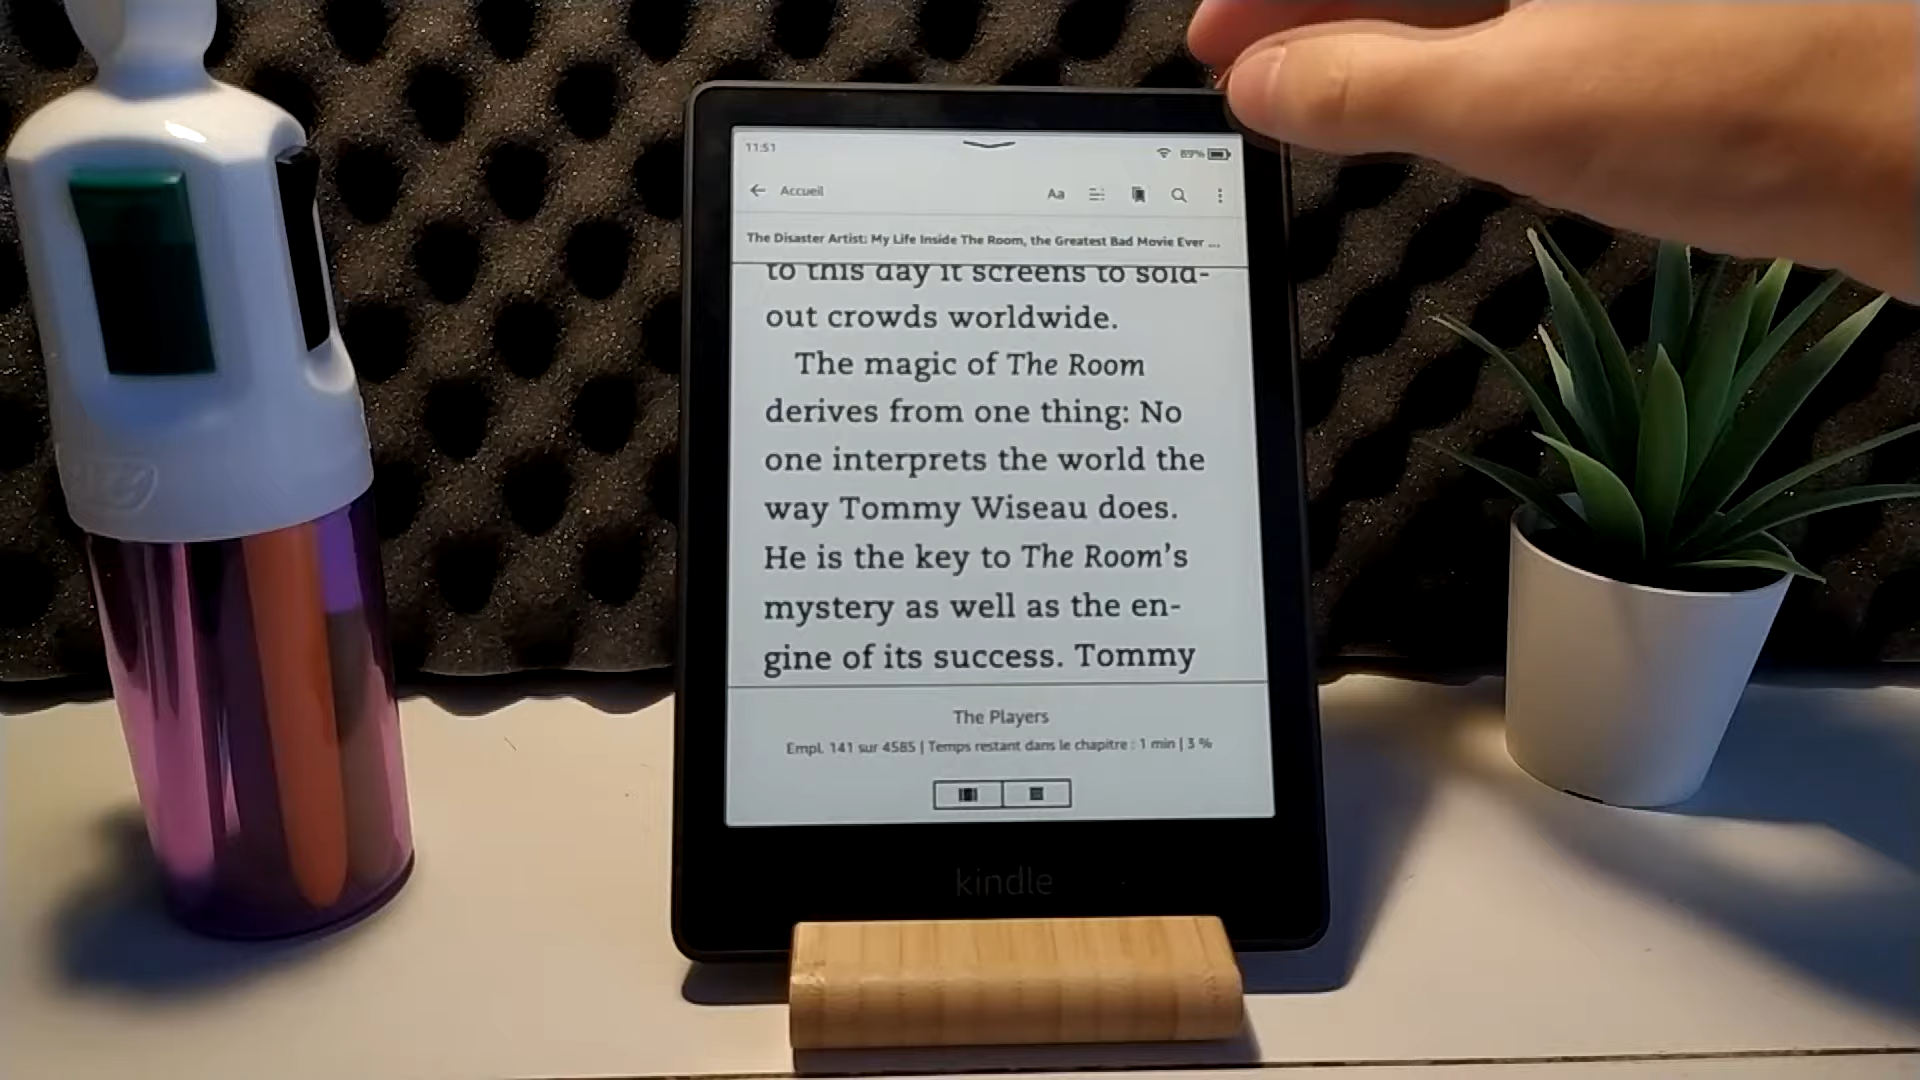 11:51
89%
Accueil
Aa
The Disaster Artist: My Life Inside The Room, the Greatest Bad Movie Ever ...
to this day it screens to sold-
out crowds worldwide.
The magic of The Room
derives from one thing: No
one interprets the world the
way Tommy Wiseau does.
He is the key to The Room’s
mystery as well as the en-
gine of its success. Tommy
The Players
Empl. 141 sur 4585 | Temps restant dans le chapitre : 1 min | 3 %
kindle